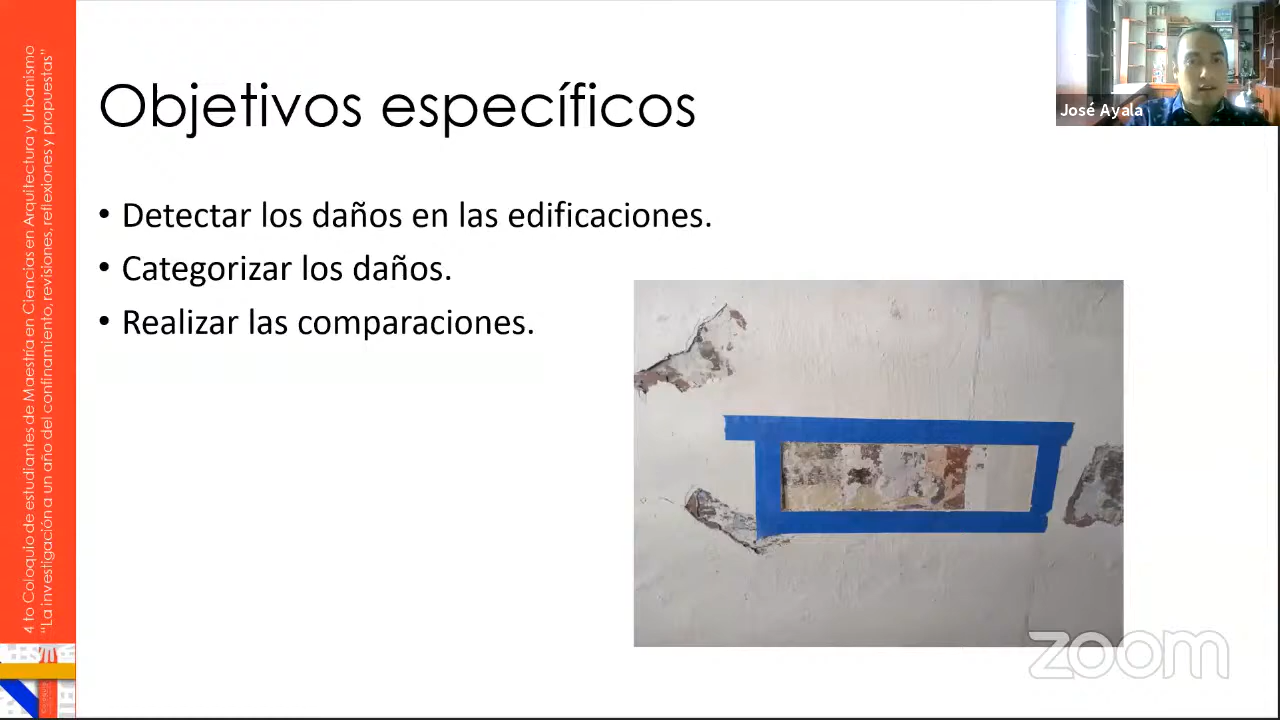 Objetivos específicos
José Ayala
• Detectar los daños en las edificaciones.
• Categorizar los daños.
• Realizar las comparaciones.
4 to Coloquio de estudiantes de Maestría en Ciencias en Arquitectura y Urbanismo
“La investigación a un año del confinamiento, revisiones, reflexiones y propuestas”
zoom